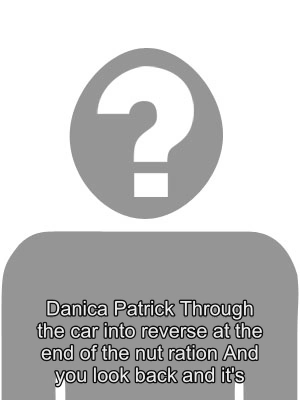 Danica Patrick Through
the car into reverse at the
end of the nut ration And
you look back and it's